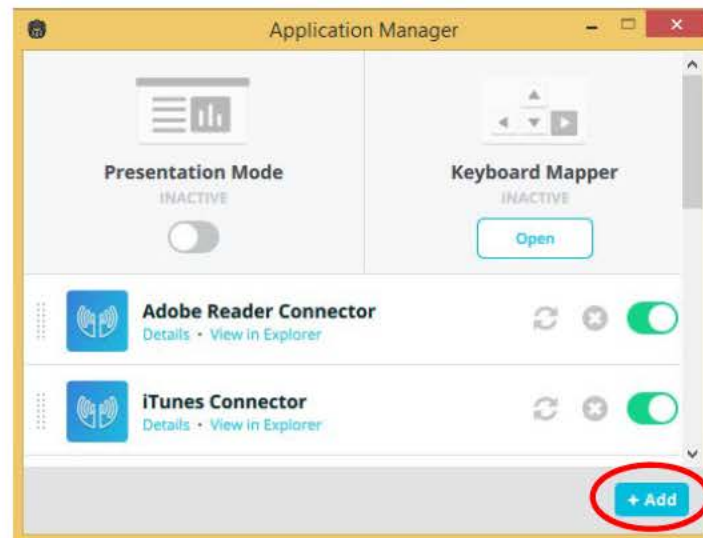 Application Manager
Presentation Mode
INACTIVE
Keyboard Mapper
INACTIVE
Open
Adobe Reader Connector
Details • View in Explorer
iTunes Connector
Details • View in Explorer
+ Add